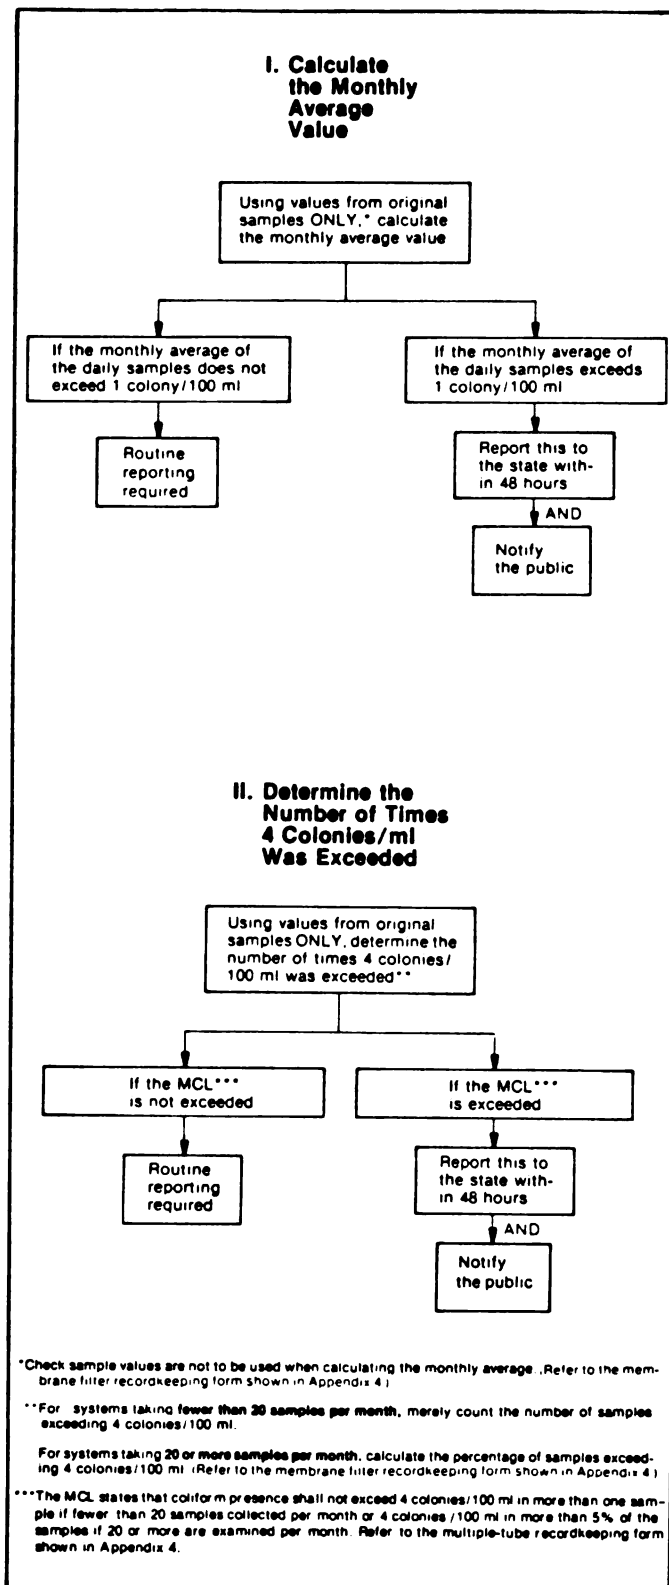 I. Calculate
the Monthly
Average
Value
Using values from original
samples ONLY,* calculate
the monthly average value
If the monthly average of
the daily samples does not
exceed 1 colony/100 ml
If the monthly average of
the daily samples exceeds
1 colony/100 ml
Routine
reporting
required
Report this to
the state with-
in 48 hours
AND
Notify
the public
II. Determine the
Number of Times
4 Colonies/ml
Was Exceeded
Using values from original
samples ONLY, determine the
number of times 4 colonies/
100 ml was exceeded**
If the MCL***
is not exceeded
If the MCL***
is exceeded
Routine
reporting
required
Report this to
the state with-
in 48 hours
AND
Notify
the public
*Check sample values are not to be used when calculating the monthly average. (Refer to the mem-
brane filter recordkeeping form shown in Appendix 4.)
**For systems taking fewer than 20 samples per month, merely count the number of samples
exceeding 4 colonies/100 ml.
For systems taking 20 or more samples per month, calculate the percentage of samples exceed-
ing 4 colonies/100 ml. (Refer to the membrane filter recordkeeping form shown in Appendix 4.)
***The MCL states that coliform presence shall not exceed 4 colonies/100 ml in more than one sam-
ple if fewer than 20 samples collected per month or 4 colonies /100 ml in more than 5% of the
samples if 20 or more are examined per month. Refer to the multiple-tube recordkeeping form
shown in Appendix 4.